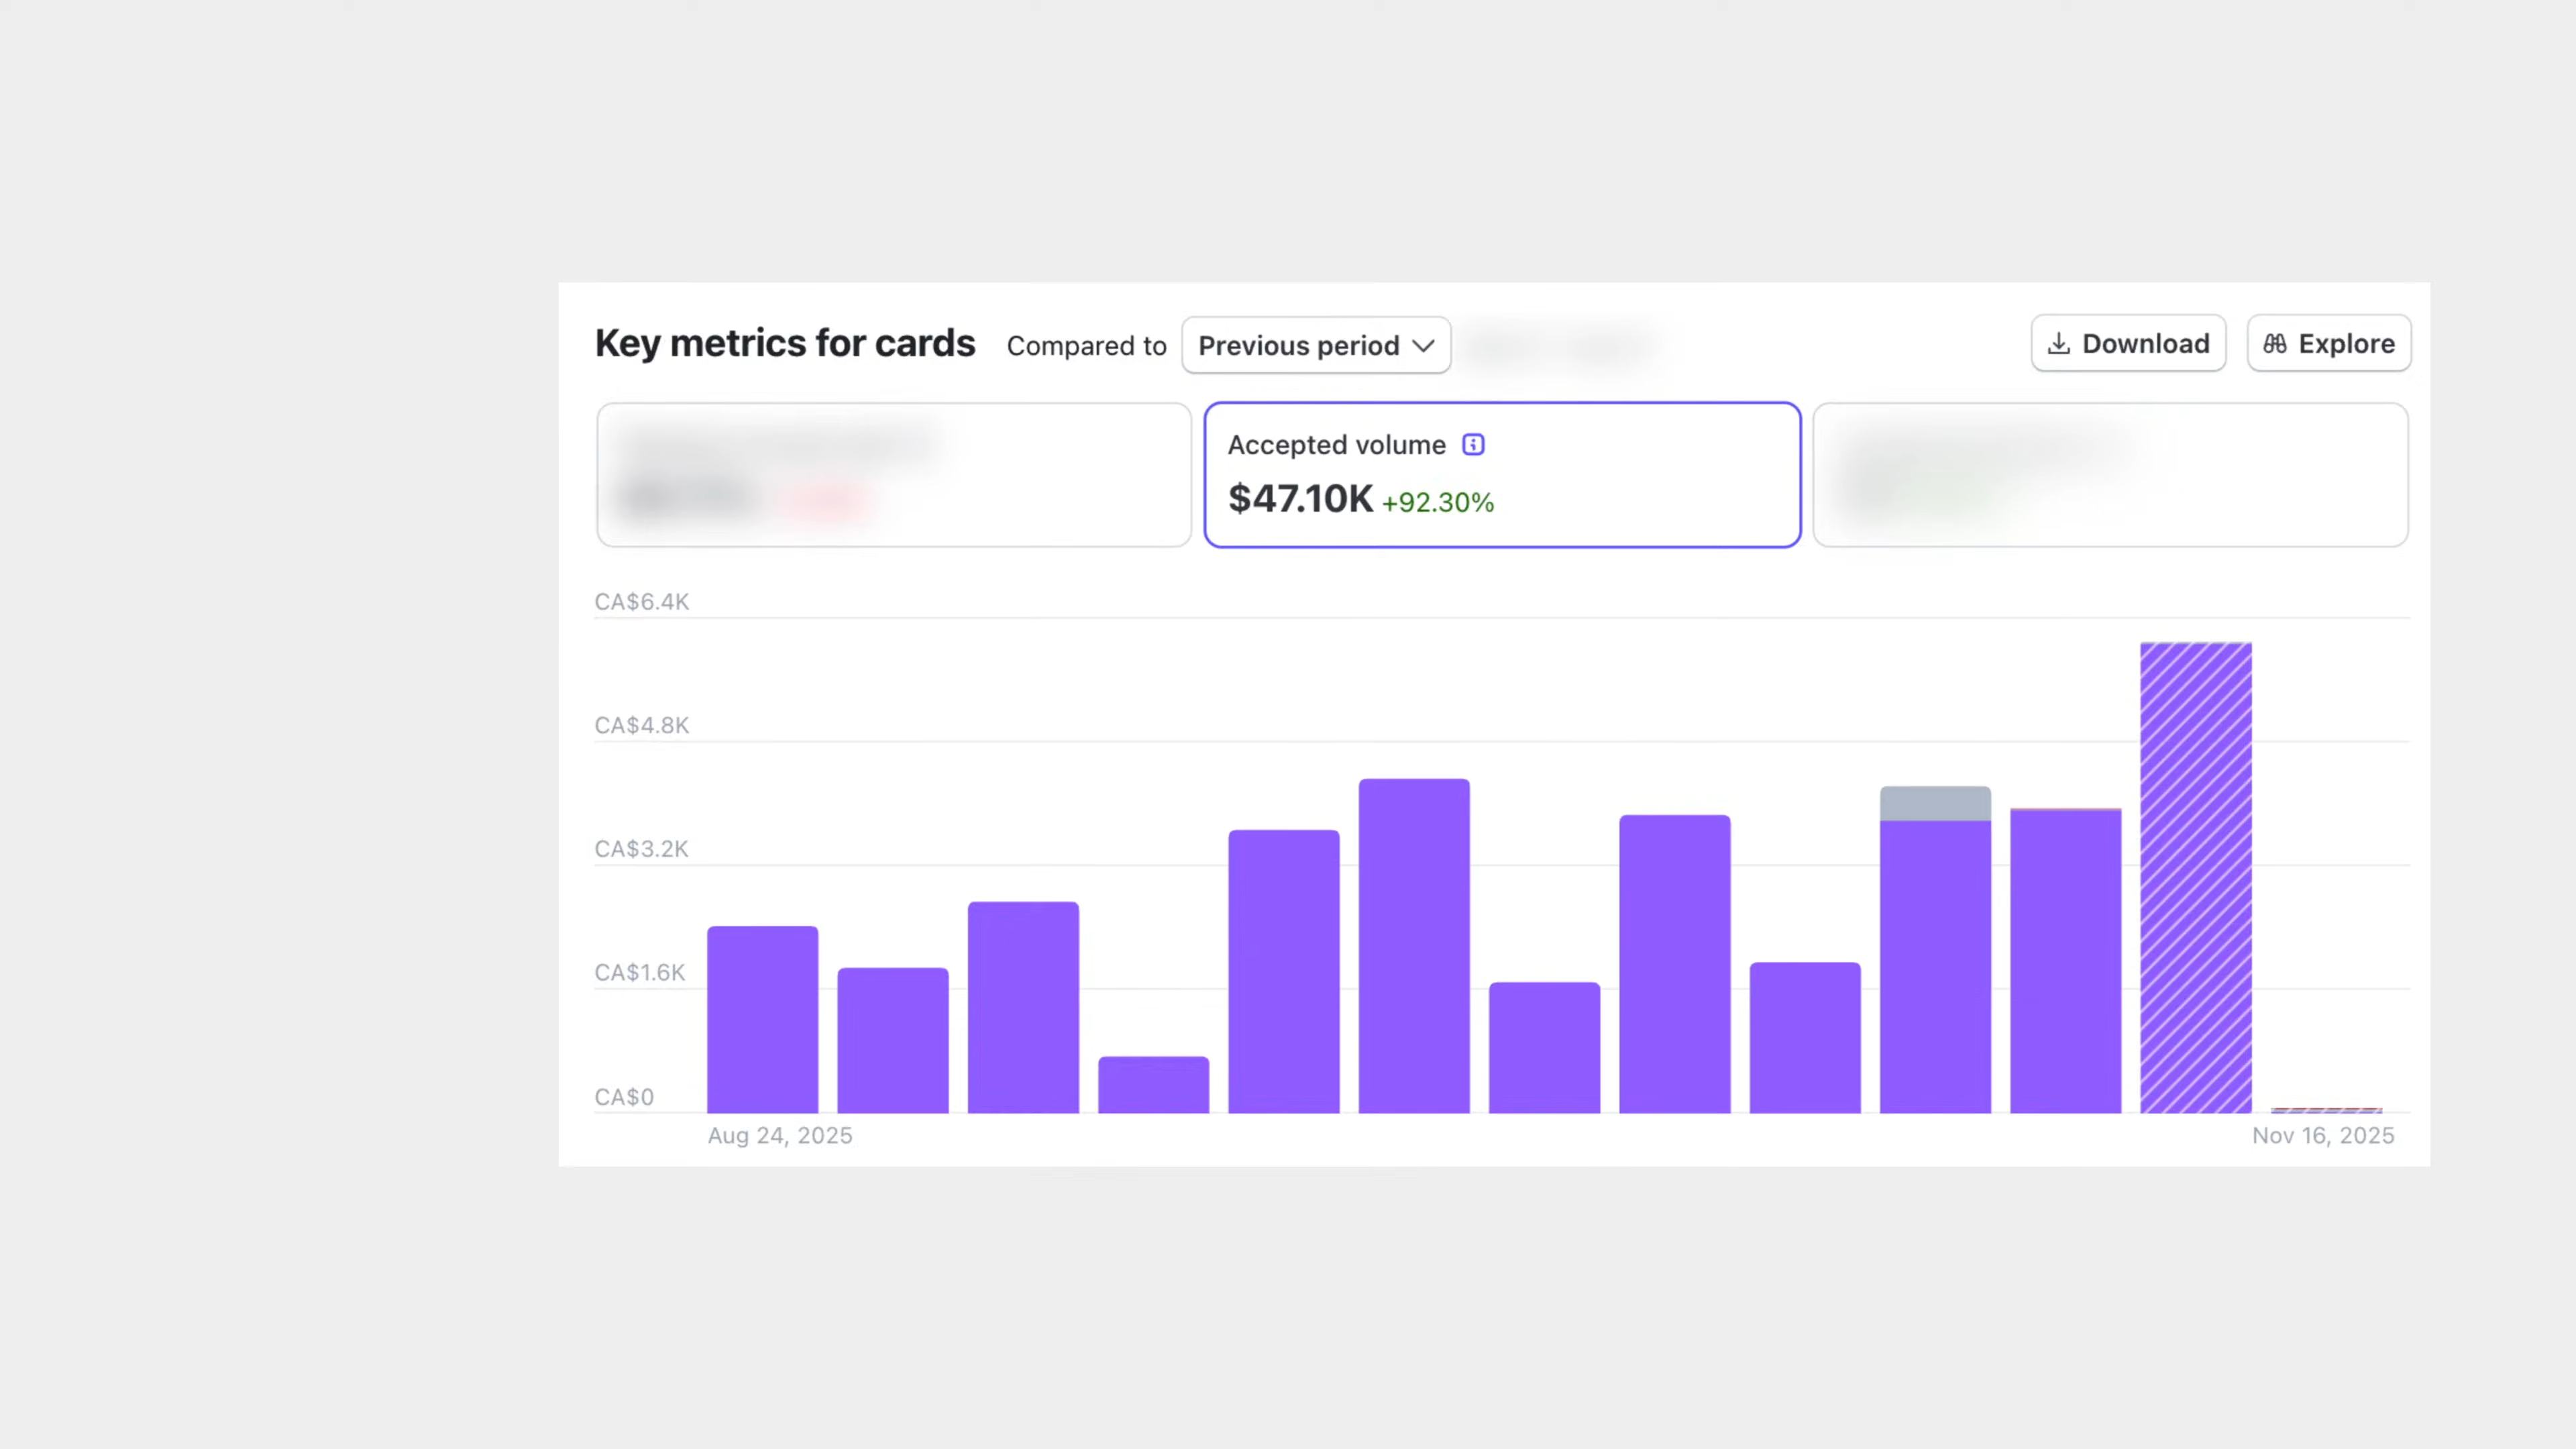 Key metrics for cards Compared to Previous period Download Explore
Accepted volume
$47.10K +92.30%
CA$6.4K
CA$4.8K
CA$3.2K
CA$1.6K
CA$0
Aug 24, 2025 Nov 16, 2025